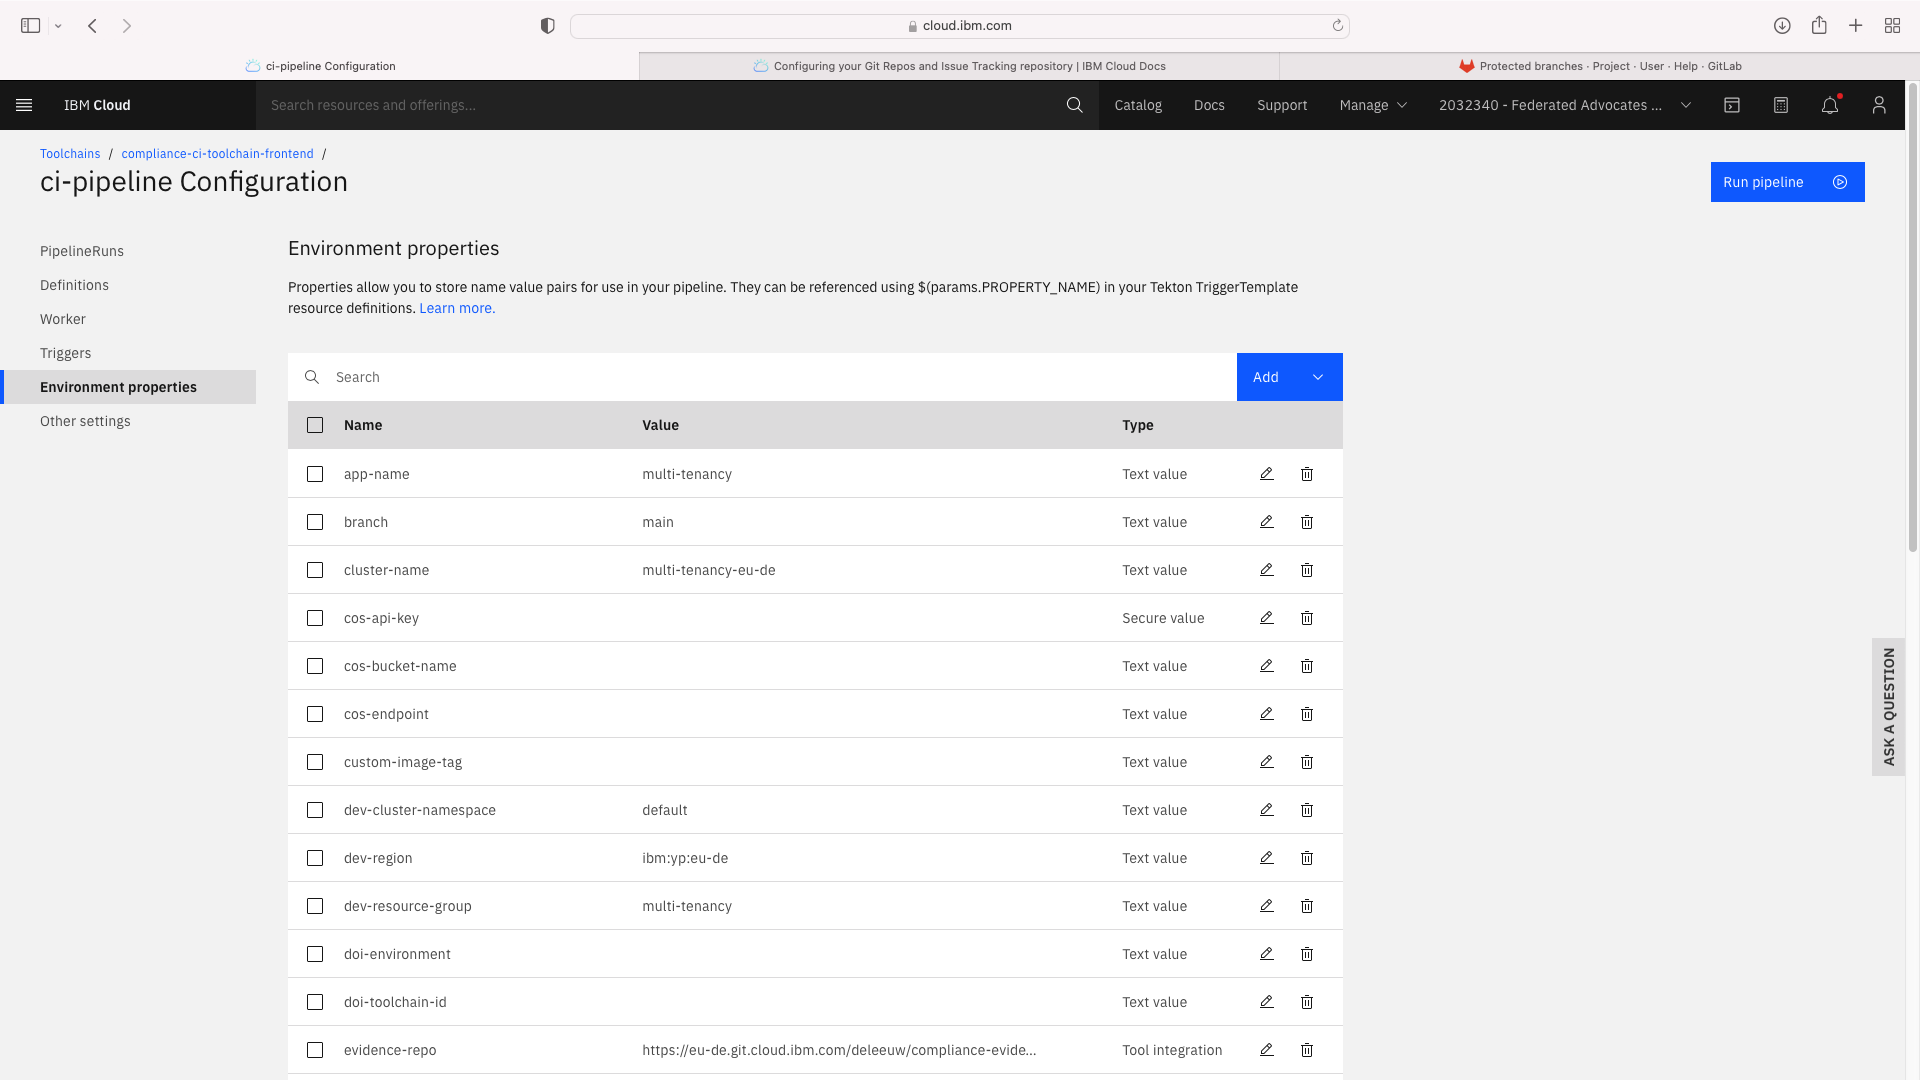 cloud.ibm.com
ci-pipeline Configuration
Configuring your Git Repos and Issue Tracking repository | IBM Cloud Docs
Protected branches · Project · User · Help · GitLab
IBM Cloud
Search resources and offerings...
Catalog
Docs
Support
Manage
2032340 - Federated Advocates ...
Toolchains / compliance-ci-toolchain-frontend /
ci-pipeline Configuration
Run pipeline
PipelineRuns
Definitions
Worker
Triggers
Environment properties
Other settings
Environment properties
Properties allow you to store name value pairs for use in your pipeline. They can be referenced using $(params.PROPERTY_NAME) in your Tekton TriggerTemplate
resource definitions. Learn more.
Search
Add
Name Value Type
app-name multi-tenancy Text value
branch main Text value
cluster-name multi-tenancy-eu-de Text value
cos-api-key Secure value
cos-bucket-name Text value
cos-endpoint Text value
custom-image-tag Text value
dev-cluster-namespace default Text value
dev-region ibm:yp:eu-de Text value
dev-resource-group multi-tenancy Text value
doi-environment Text value
doi-toolchain-id Text value
evidence-repo https://eu-de.git.cloud.ibm.com/deleeuw/compliance-evide... Tool integration
ASK A QUESTION